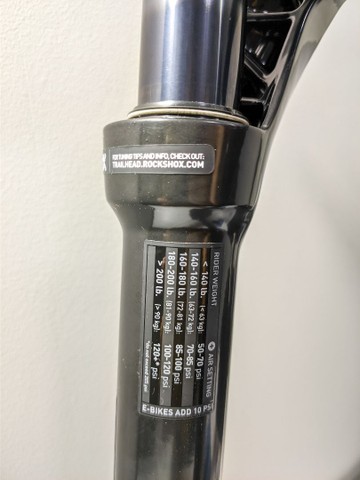 FOR TUNING TIPS AND INFO, CHECK OUT:
TRAILHEAD.ROCKSHOX.COM
RIDER WEIGHT AIR SETTING
< 140 lb. (< 63 kg): 50-70 psi
140-160 lb. (63-72 kg): 70-85 psi
160-180 lb. (72-81 kg): 85-100 psi
180-200 lb. (81-90 kg): 100-120 psi
> 200 lb. (> 90 kg): 120+* psi
E-BIKES ADD 10 PSI